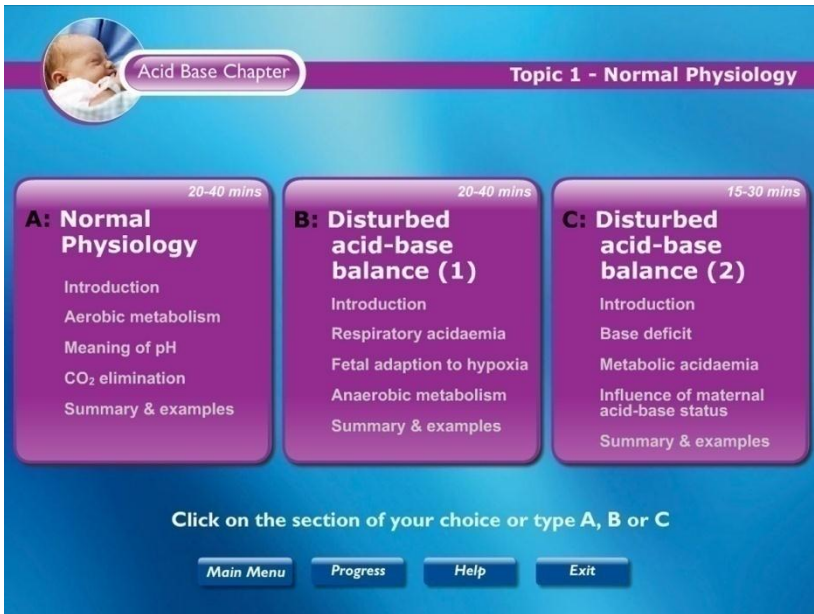 Acid Base Chapter
Topic 1 - Normal Physiology
20-40 mins
A: Normal
Physiology
Introduction
Aerobic metabolism
Meaning of pH
CO₂ elimination
Summary & examples
20-40 mins
B: Disturbed
acid-base
balance (1)
Introduction
Respiratory acidaemia
Fetal adaption to hypoxia
Anaerobic metabolism
Summary & examples
15-30 mins
C: Disturbed
acid-base
balance (2)
Introduction
Base deficit
Metabolic acidaemia
Influence of maternal
acid-base status
Summary & examples
Click on the section of your choice or type A, B or C
Main Menu
Progress
Help
Exit